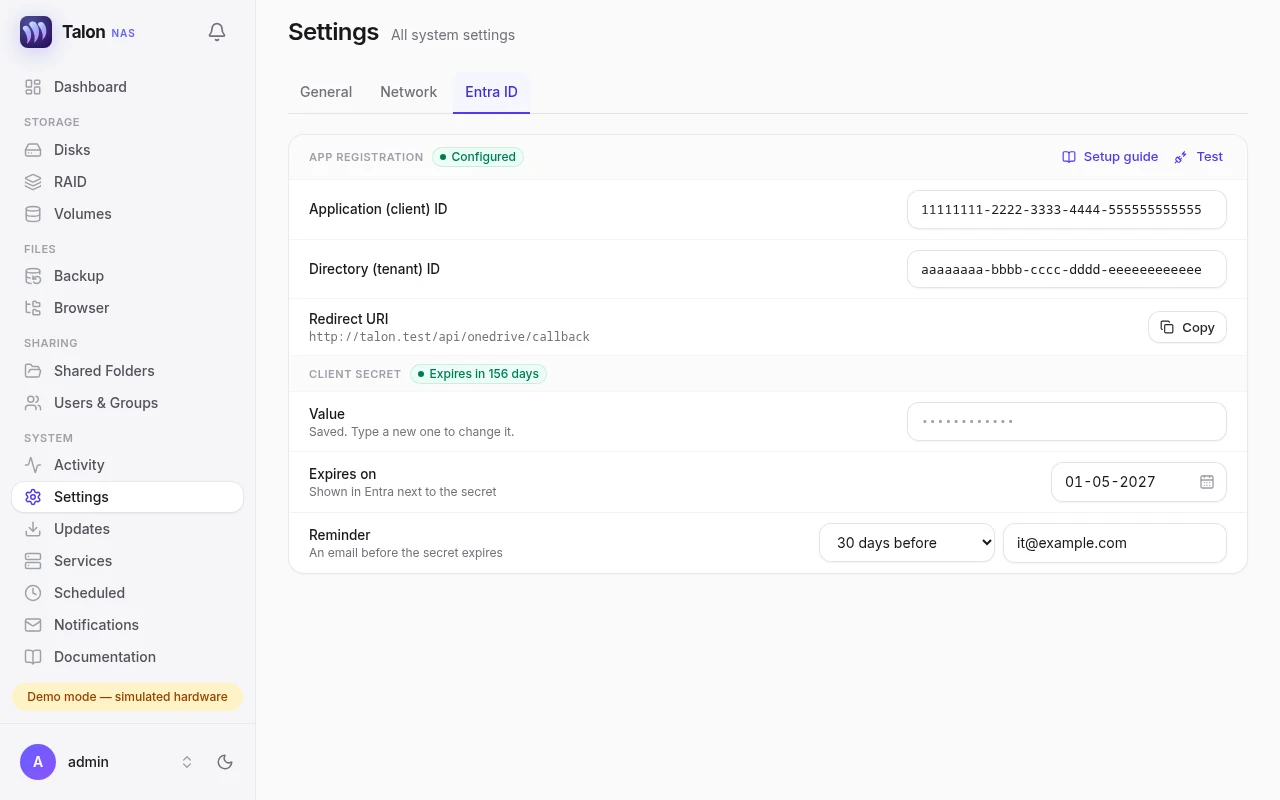 Talon NAS
Dashboard
STORAGE
Disks
RAID
Volumes
FILES
Backup
Browser
SHARING
Shared Folders
Users & Groups
SYSTEM
Activity
Settings
Updates
Services
Scheduled
Notifications
Documentation
Demo mode — simulated hardware
A admin
Settings All system settings
General Network Entra ID
APP REGISTRATION Configured Setup guide Test
Application (client) ID 11111111-2222-3333-4444-555555555555
Directory (tenant) ID aaaaaaaa-bbbb-cccc-dddd-eeeeeeeeeeee
Redirect URI
http://talon.test/api/onedrive/callback
Copy
CLIENT SECRET Expires in 156 days
Value
Saved. Type a new one to change it.
••••••••••••
Expires on
Shown in Entra next to the secret
01-05-2027
Reminder
An email before the secret expires
30 days before it@example.com